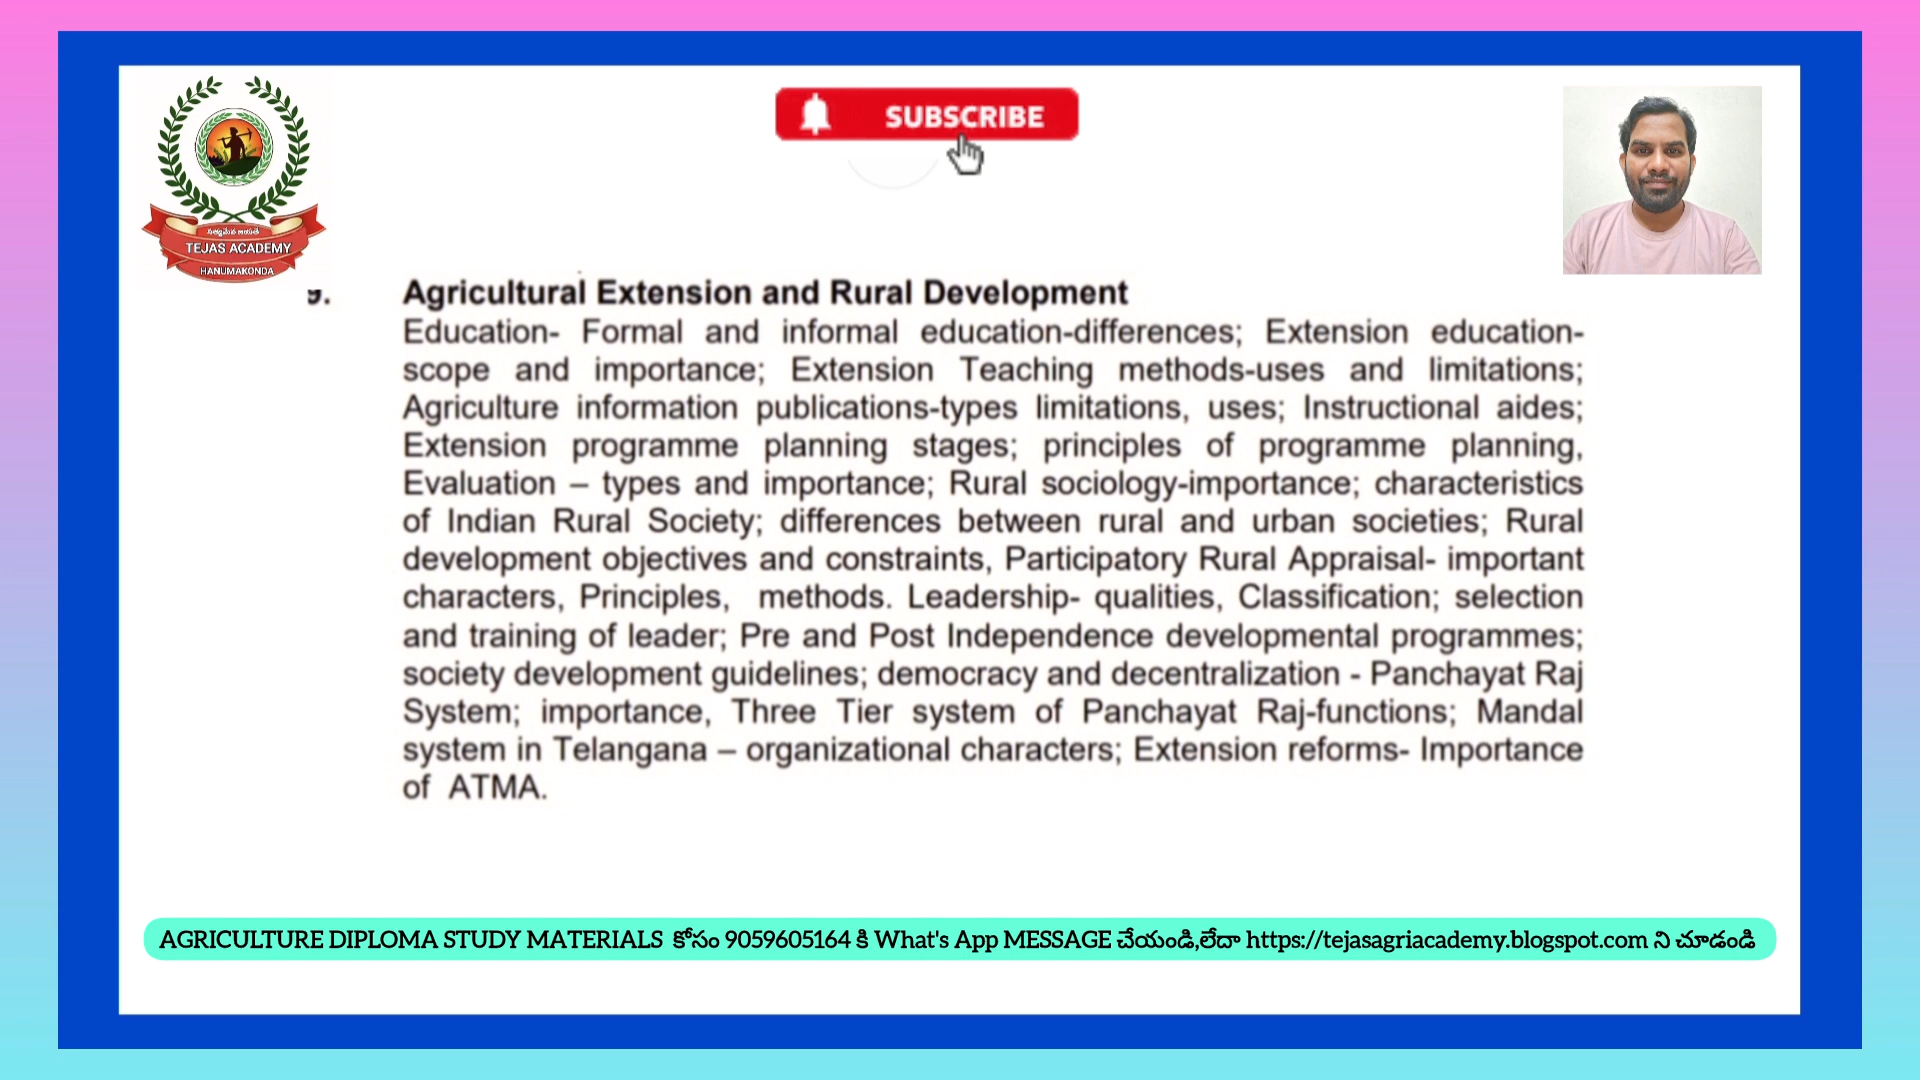 SUBSCRIBE
సత్యమేవ జయతే
TEJAS ACADEMY
HANUMAKONDA
9. Agricultural Extension and Rural Development
Education- Formal and informal education-differences; Extension education-
scope and importance; Extension Teaching methods-uses and limitations;
Agriculture information publications-types limitations, uses; Instructional aides;
Extension programme planning stages; principles of programme planning,
Evaluation – types and importance; Rural sociology-importance; characteristics
of Indian Rural Society; differences between rural and urban societies; Rural
development objectives and constraints, Participatory Rural Appraisal- important
characters, Principles, methods. Leadership- qualities, Classification; selection
and training of leader; Pre and Post Independence developmental programmes;
society development guidelines; democracy and decentralization - Panchayat Raj
System; importance, Three Tier system of Panchayat Raj-functions; Mandal
system in Telangana – organizational characters; Extension reforms- Importance
of ATMA.
AGRICULTURE DIPLOMA STUDY MATERIALS కోసం 9059605164 కి What's App MESSAGE చేయండి,లేదా https://tejasagriacademy.blogspot.com ని చూడండి